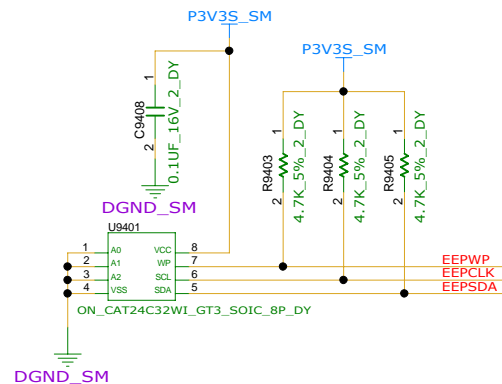 P3V3S_SM
P3V3S_SM
1
C9408
2
0.1UF_16V_2_DY
DGND_SM
1
R9403
2
4.7K_5%_2_DY
1
R9404
2
4.7K_5%_2_DY
1
R9405
2
4.7K_5%_2_DY
U9401
1 A0 VCC 8
2 A1 WP 7 EEPWP
3 A2 SCL 6 EEPCLK
4 VSS SDA 5 EEPSDA
ON_CAT24C32WI_GT3_SOIC_8P_DY
DGND_SM